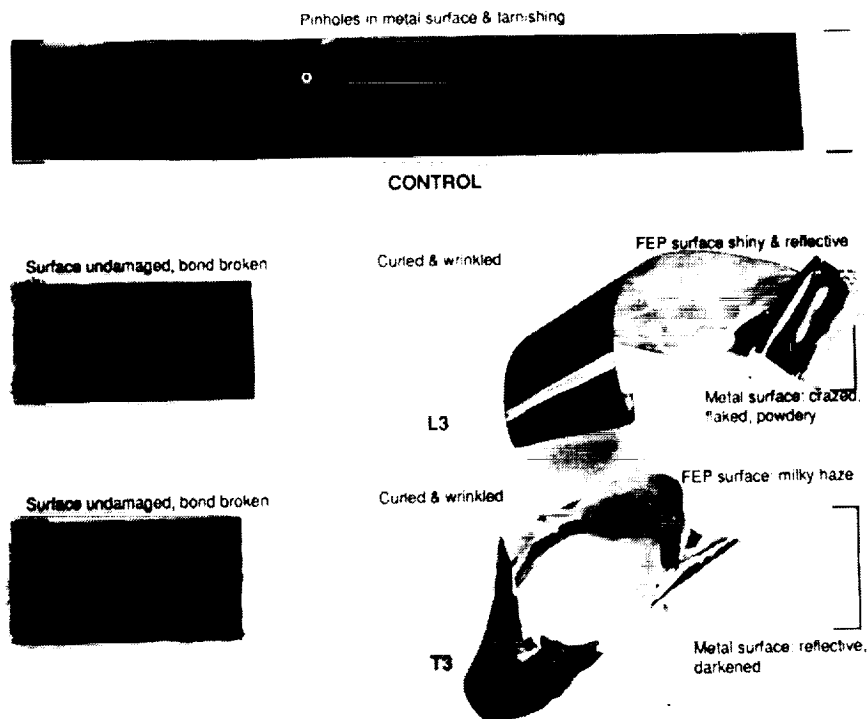 Pinholes in metal surface & tarnishing
CONTROL
Surface undamaged, bond broken
Curled & wrinkled
FEP surface shiny & reflective
L3
Metal surface: crazed,
flaked, powdery
Surface undamaged, bond broken
Curled & wrinkled
FEP surface: milky haze
T3
Metal surface: reflective,
darkened